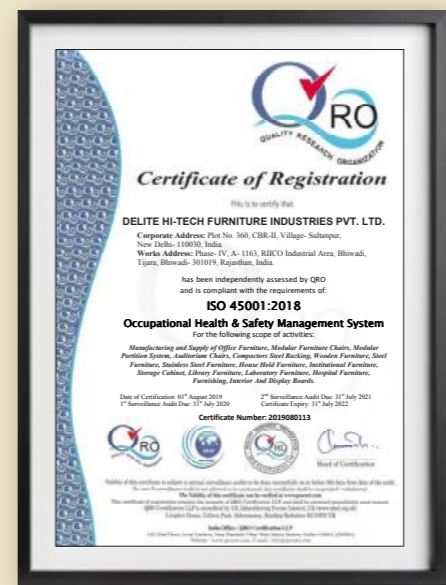 QRO
QUALITY RESEARCH ORGANIZATION
Certificate of Registration
This is to certify that
DELITE HI-TECH FURNITURE INDUSTRIES PVT. LTD.
Corporate Address: Plot No. 360, CBR-II, Village- Sultanpur,
New Delhi- 110030, India.
Works Address: Phase- IV, A- 1163, RIICO Industrial Area, Bhiwadi,
Tijara, Bhiwadi- 301019, Rajasthan, India.
has been independently assessed by QRO
and is compliant with the requirements of:
ISO 45001:2018
Occupational Health & Safety Management System
For the following scope of activities:
Manufacturing and Supply of Office Furniture, Modular Furniture Chairs, Modular
Partition System, Auditorium Chairs, Compactors Steel Racking, Wooden Furniture, Steel
Furniture, Stainless Steel Furniture, House Hold Furniture, Institutional Furniture,
Storage Cabinet, Library Furniture, Laboratory Furniture, Hospital Furniture,
Furnishing, Interior And Display Boards.
Date of Certification: 01st August 2019
2nd Surveillance Audit Due: 31st July 2021
1st Surveillance Audit Due: 31st July 2020
Certificate Expiry: 31st July 2022
Certificate Number: 2019080113
QRO
QRO
Head of Certification
The Validity of this certificate can be verified at
India Office : QRO Certification LLP